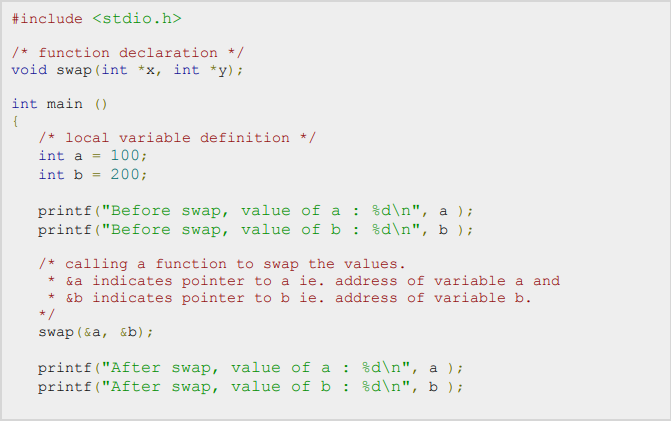 #include <stdio.h>

/* function declaration */
void swap(int *x, int *y);

int main ()
{
   /* local variable definition */
   int a = 100;
   int b = 200;

   printf("Before swap, value of a : %d\n", a );
   printf("Before swap, value of b : %d\n", b );

   /* calling a function to swap the values.
    * &a indicates pointer to a ie. address of variable a and
    * &b indicates pointer to b ie. address of variable b.
   */
   swap(&a, &b);

   printf("After swap, value of a : %d\n", a );
   printf("After swap, value of b : %d\n", b );